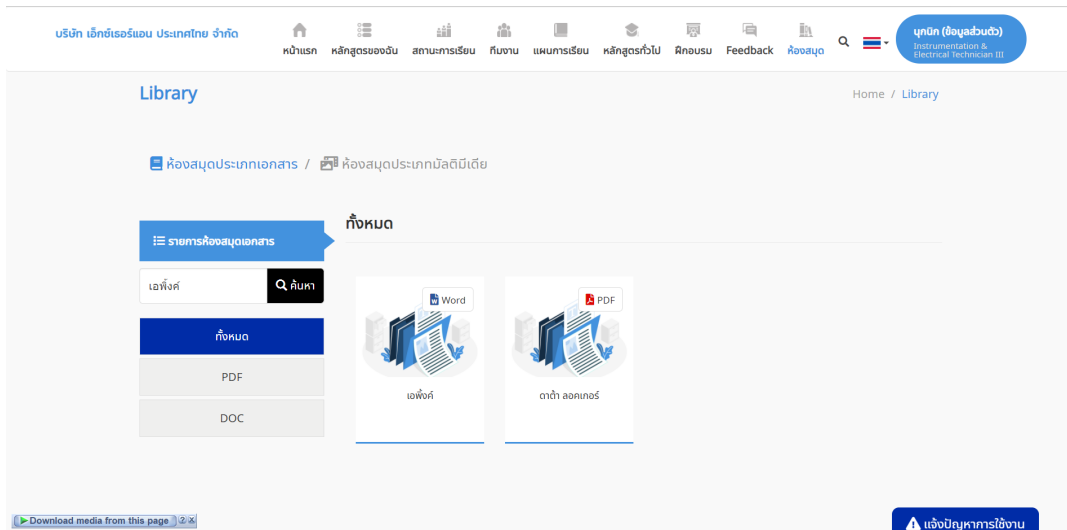 บริษัท เอ็กซ์เธอร์แอน ประเทศไทย จำกัด
หน้าแรก หลักสูตรของฉัน สถานะการเรียน ทีมงาน แผนการเรียน หลักสูตรทั่วไป ฝึกอบรม Feedback ห้องสมุด
มุกนิก (ข้อมูลส่วนตัว)
Instrumentation &
Electrical Technician III
Library
Home / Library
ห้องสมุดประเภทเอกสาร / ห้องสมุดประเภทมัลติมีเดีย
ทั้งหมด
รายการห้องสมุดเอกสาร
เอพิ้งค์
ค้นหา
Word
PDF
ทั้งหมด
PDF
DOC
เอพิ้งค์
ดาต้า ลอคเกอร์
Download media from this page
แจ้งปัญหาการใช้งาน